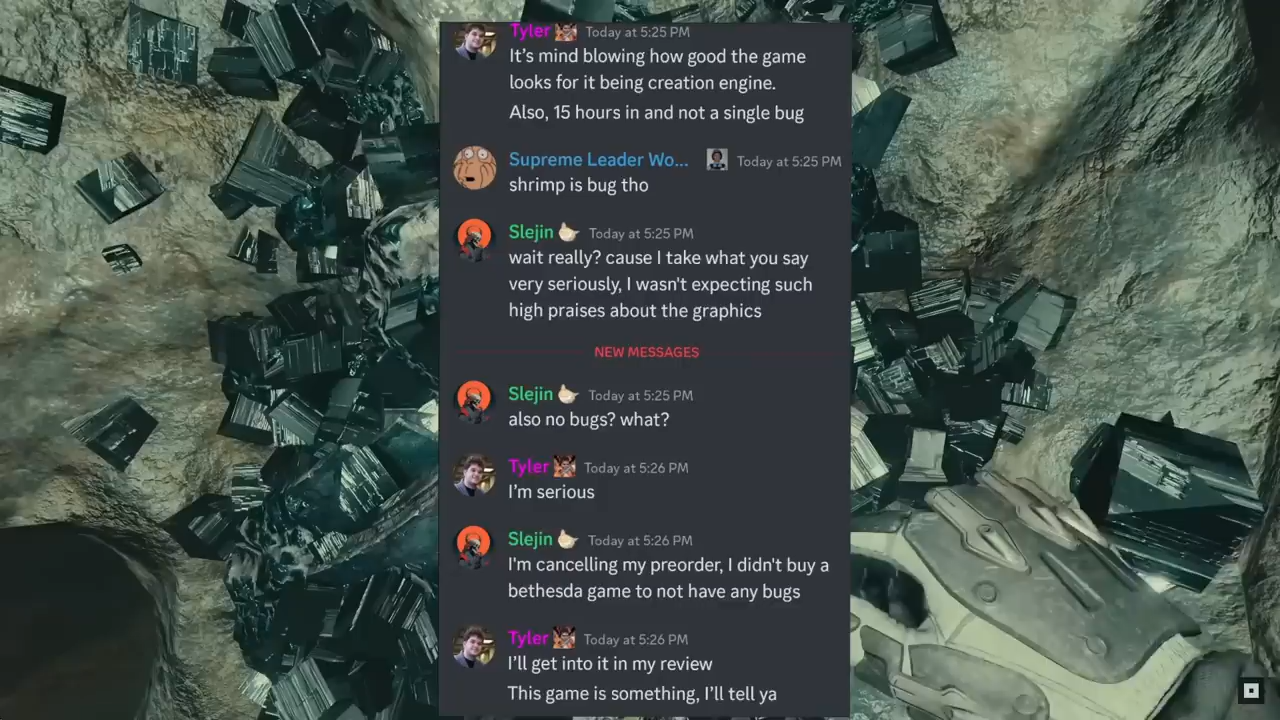 Tyler Today at 5:25 PM
It’s mind blowing how good the game
looks for it being creation engine.
Also, 15 hours in and not a single bug
Supreme Leader Wo... Today at 5:25 PM
shrimp is bug tho
Slejin Today at 5:25 PM
wait really? cause I take what you say
very seriously, I wasn't expecting such
high praises about the graphics
NEW MESSAGES
Slejin Today at 5:25 PM
also no bugs? what?
Tyler Today at 5:26 PM
I’m serious
Slejin Today at 5:26 PM
I'm cancelling my preorder, I didn't buy a
bethesda game to not have any bugs
Tyler Today at 5:26 PM
I’ll get into it in my review
This game is something, I’ll tell ya